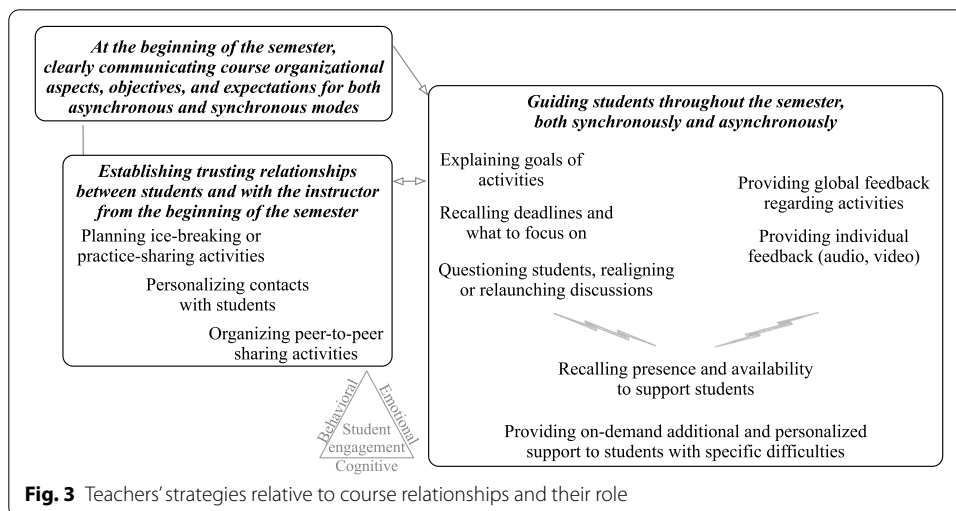 At the beginning of the semester,
clearly communicating course organizational
aspects, objectives, and expectations for both
asynchronous and synchronous modes
Establishing trusting relationships
between students and with the instructor
from the beginning of the semester
Planning ice-breaking or
practice-sharing activities
Personalizing contacts
with students
Organizing peer-to-peer
sharing activities
Behavioral
Emotional
Student
engagement
Cognitive
Guiding students throughout the semester,
both synchronously and asynchronously
Explaining goals of
activities
Recalling deadlines and
what to focus on
Questioning students, realigning
or relaunching discussions
Providing global feedback
regarding activities
Providing individual
feedback (audio, video)
Recalling presence and availability
to support students
Providing on-demand additional and personalized
support to students with specific difficulties
Fig. 3 Teachers' strategies relative to course relationships and their role